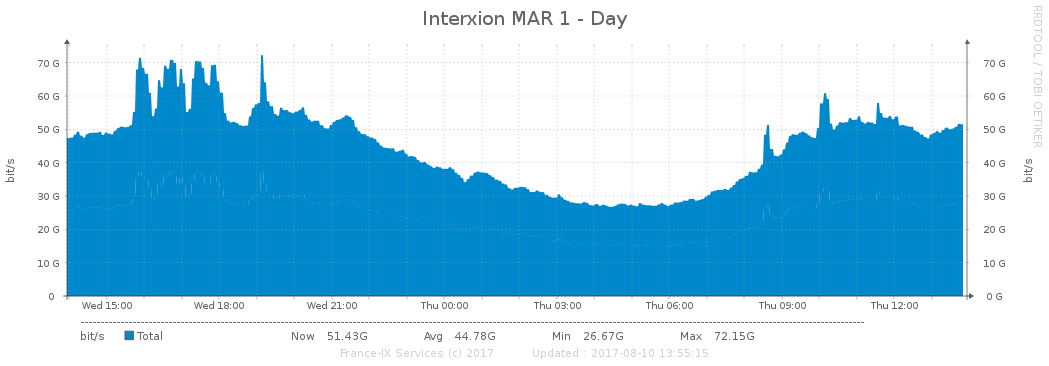 Interxion MAR 1 - Day
RRDTOOL / TOBI OETIKER
bit/s
70 G 70 G
60 G 60 G
50 G 50 G
40 G 40 G
30 G 30 G
20 G 20 G
10 G 10 G
0 0 G
bit/s
Wed 15:00 Wed 18:00 Wed 21:00 Thu 00:00 Thu 03:00 Thu 06:00 Thu 09:00 Thu 12:00
bit/s Total Now 51.43G Avg 44.78G Min 26.67G Max 72.15G
France-IX Services (c) 2017 Updated : 2017-08-10 13:55:15